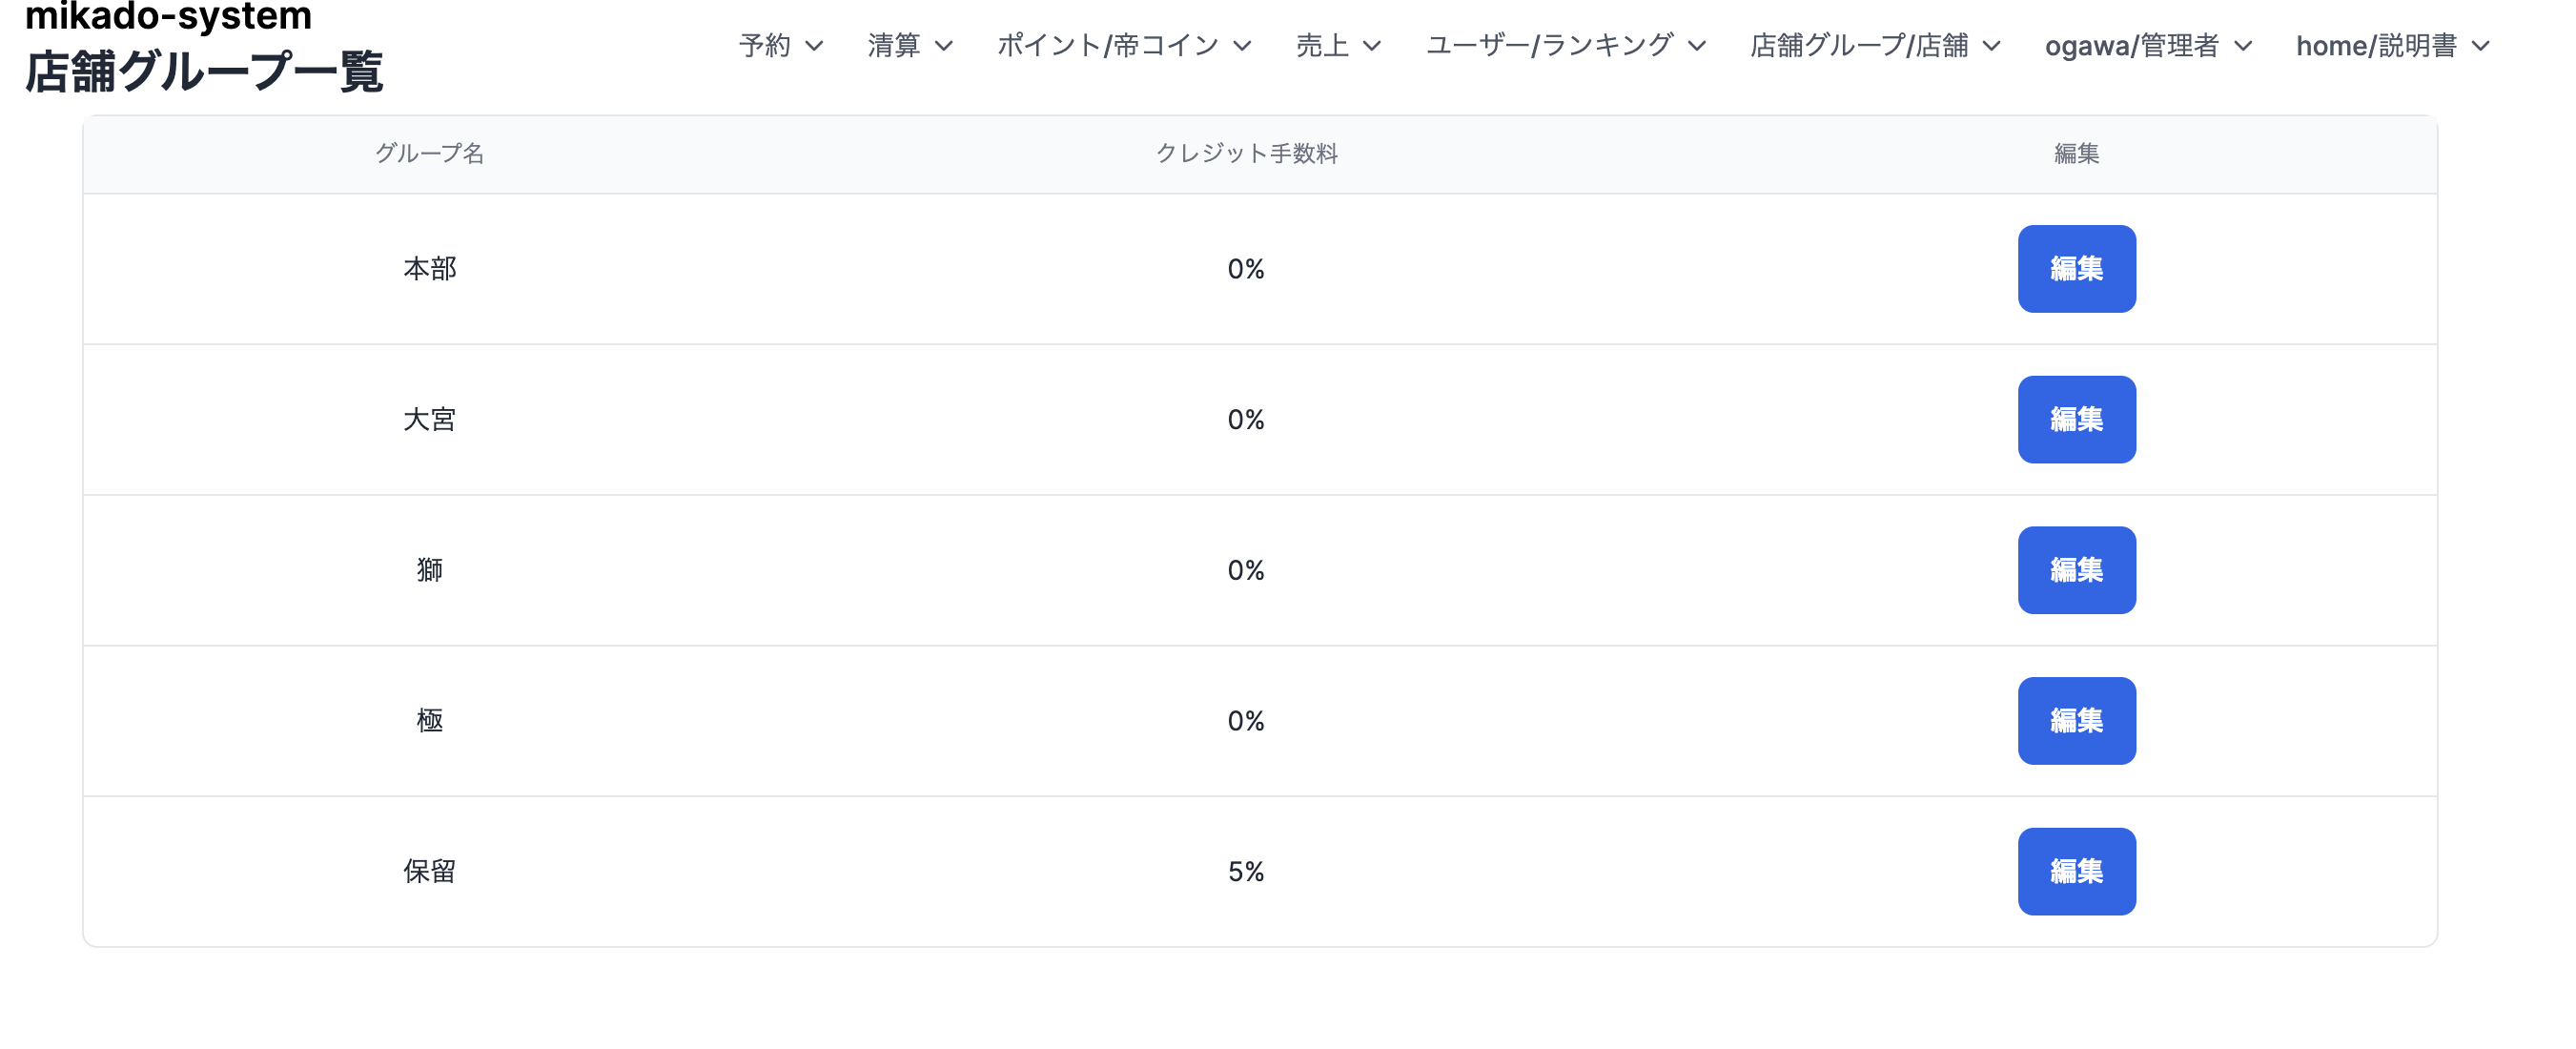 mikado-system
店舗グループ一覧
予約 清算 ポイント/帝コイン 売上 ユーザー/ランキング 店舗グループ/店舗 ogawa/管理者 home/説明書
グループ名 クレジット手数料 編集
本部 0% 編集
大宮 0% 編集
獅 0% 編集
極 0% 編集
保留 5% 編集